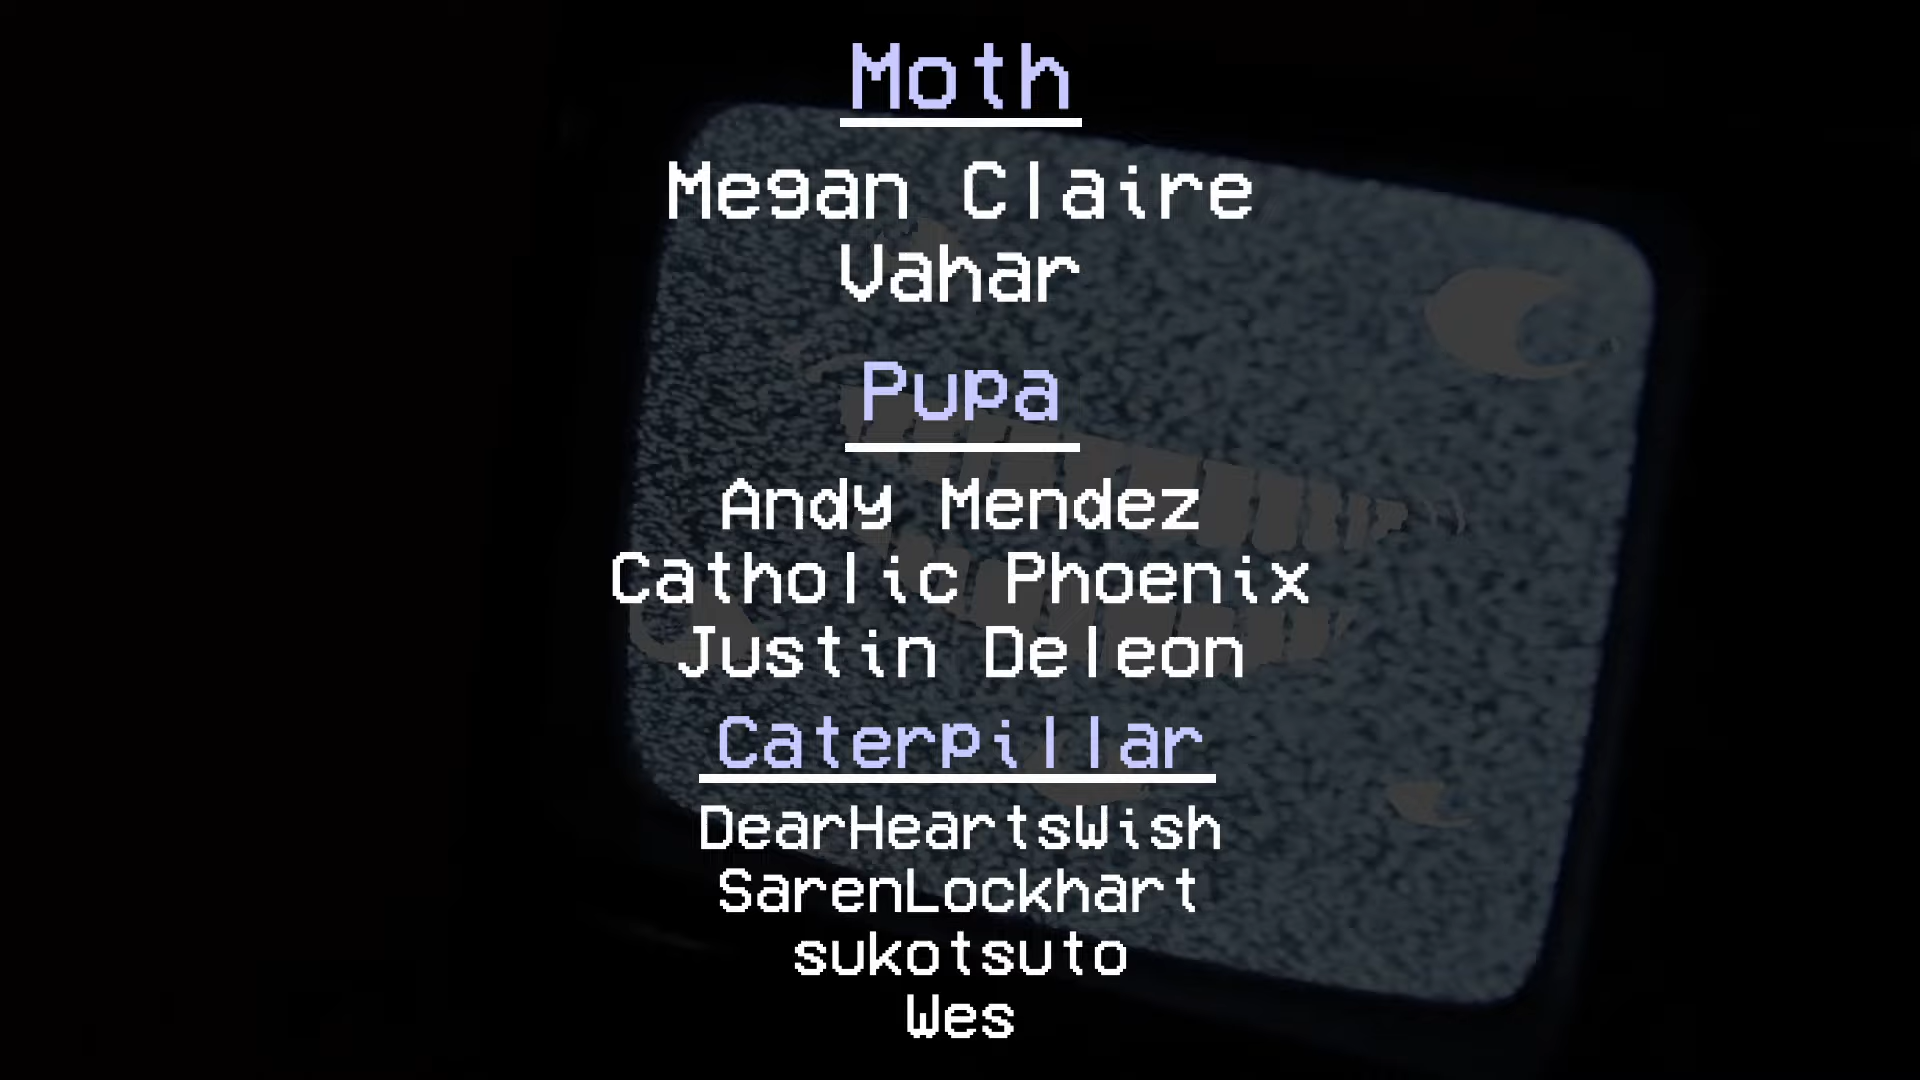 Moth
Megan Claire
Vahar
Pupa
Andy Mendez
Catholic Phoenix
Justin Deleon
Caterpillar
DearHeartsWish
SarenLockhart
sukotsuto
Wes